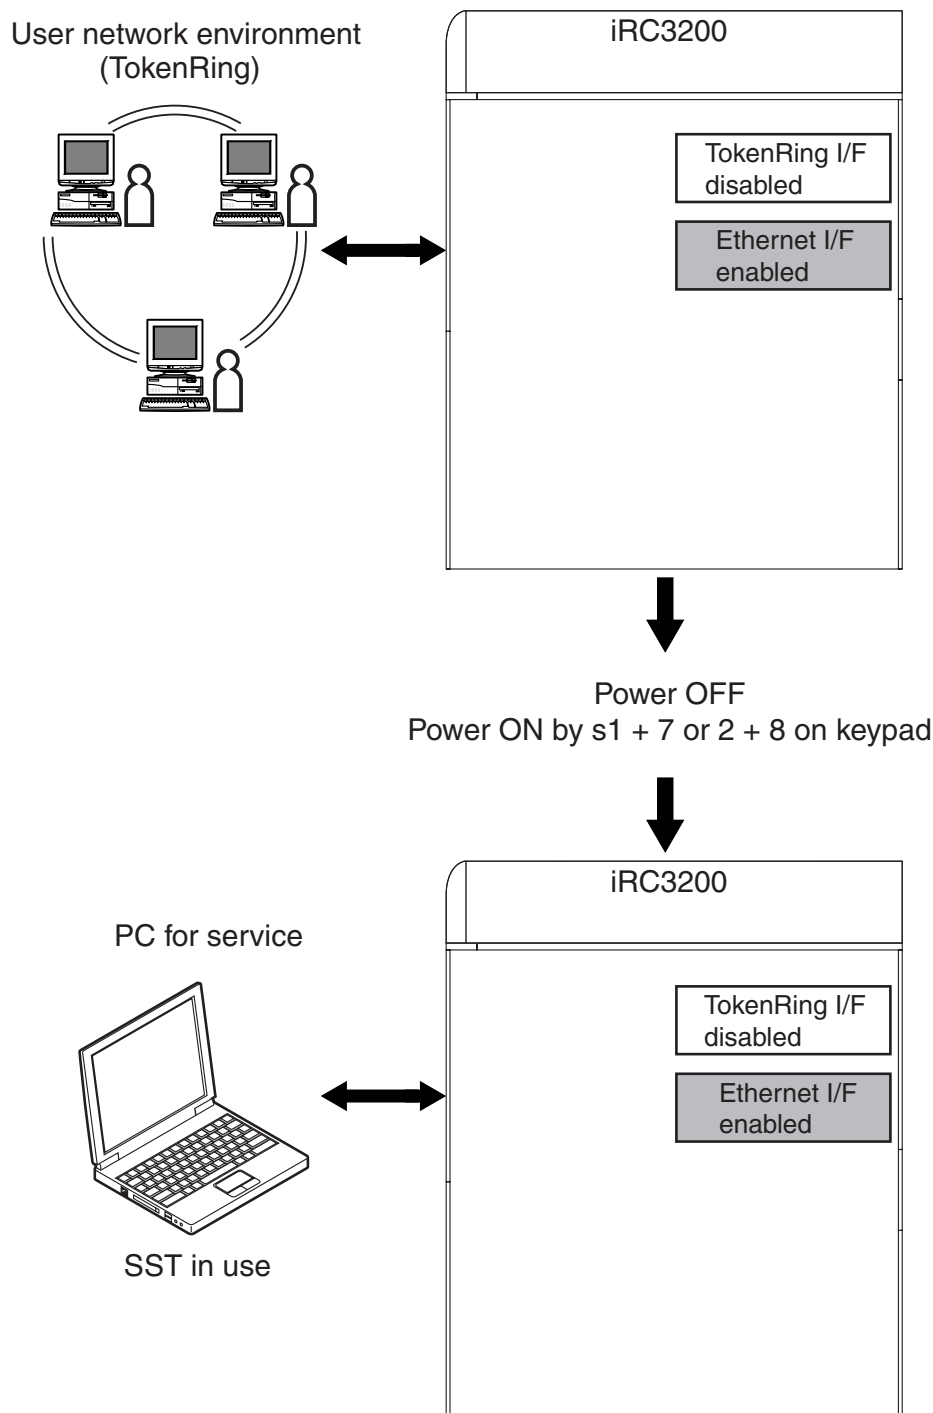 User network environment
(TokenRing)
iRC3200
TokenRing I/F
disabled
Ethernet I/F
enabled
Power OFF
Power ON by s1 + 7 or 2 + 8 on keypad
iRC3200
PC for service
TokenRing I/F
disabled
Ethernet I/F
enabled
SST in use